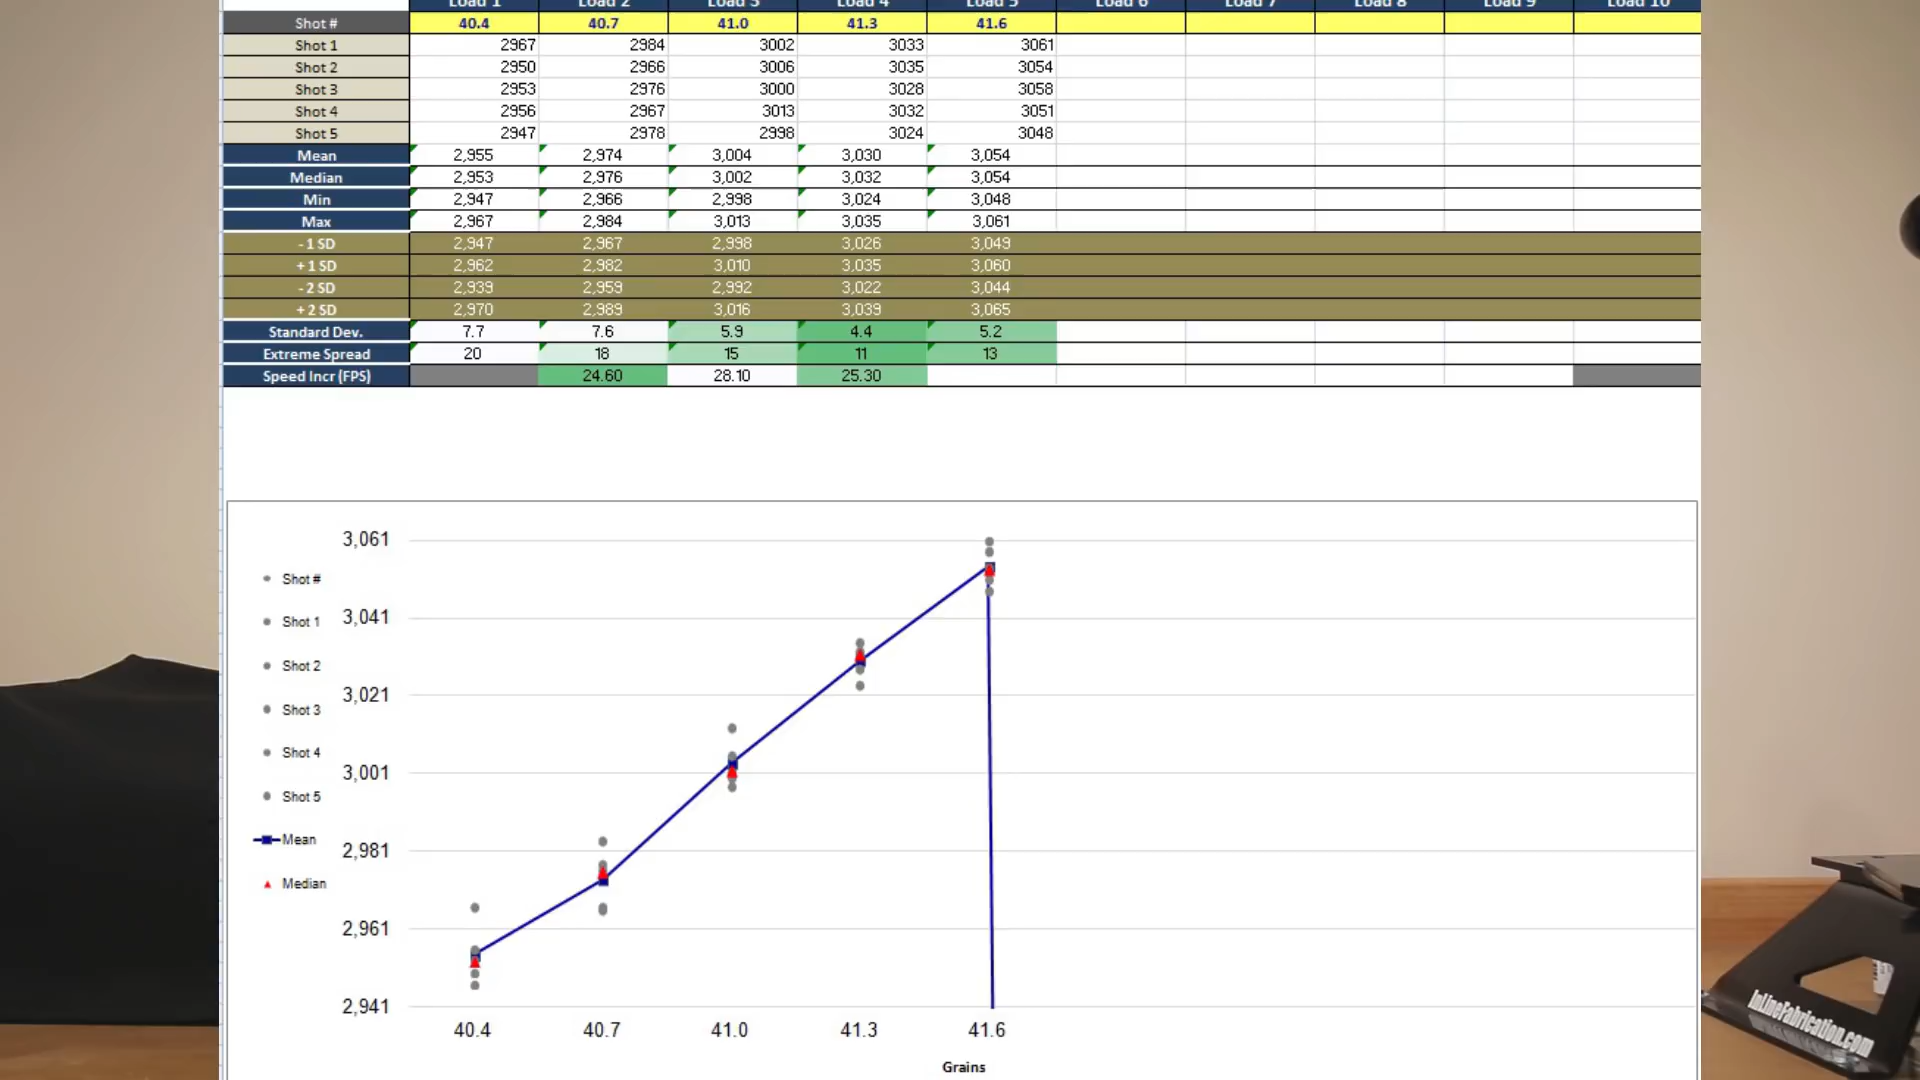 Load 1 Load 2 Load 3 Load 4 Load 5 Load 6 Load 7 Load 8 Load 9 Load 10
Shot # 40.4 40.7 41.0 41.3 41.6
Shot 1 2967 2984 3002 3033 3061
Shot 2 2950 2966 3006 3035 3054
Shot 3 2953 2976 3000 3028 3058
Shot 4 2956 2967 3013 3032 3051
Shot 5 2947 2978 2998 3024 3048
Mean 2,955 2,974 3,004 3,030 3,054
Median 2,953 2,976 3,002 3,032 3,054
Min 2,947 2,966 2,998 3,024 3,048
Max 2,967 2,984 3,013 3,035 3,061
- 1 SD 2,947 2,967 2,998 3,026 3,049
+ 1 SD 2,962 2,982 3,010 3,035 3,060
- 2 SD 2,939 2,959 2,992 3,022 3,044
+ 2 SD 2,970 2,989 3,016 3,039 3,065
Standard Dev. 7.7 7.6 5.9 4.4 5.2
Extreme Spread 20 18 15 11 13
Speed Incr (FPS) 24.60 28.10 25.30
3,061
Shot #
Shot 1 3,041
Shot 2
Shot 3 3,021
Shot 4
3,001
Shot 5
Mean
2,981
Median
2,961
2,941
40.4 40.7 41.0 41.3 41.6
Grains
InlineFabrication.com